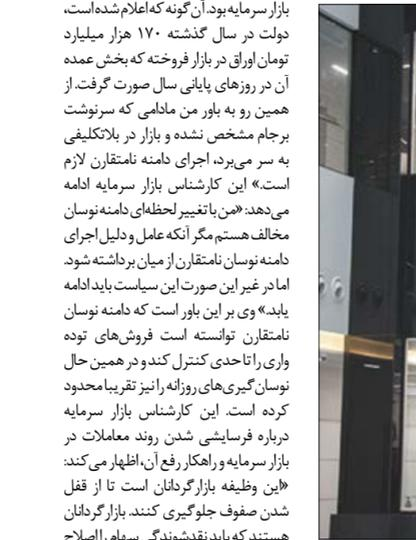 بازار سرمایه بود. آن گونه که اعلام شده است،
دولت در سال گذشته ۱۷۰ هزار میلیارد
تومان اوراق در بازار فروخته که بخش عمده
آن در روزهای پایانی سال صورت گرفت. از
همین رو به باور من مادامی که سرنوشت
برجام مشخص نشده و بازار در بلاتکلیفی
به سر می‌برد، اجرای دامنه نامتقارن لازم
است.» این کارشناس بازار سرمایه ادامه
می‌دهد: «من با تغییر لحظه‌ای دامنه نوسان
مخالف هستم مگر آنکه عامل و دلیل اجرای
دامنه نوسان نامتقارن از میان برداشته شود.
اما در غیر این صورت این سیاست باید ادامه
یابد.» وی بر این باور است که دامنه نوسان
نامتقارن توانسته است فروش‌های توده
واری را تا حدی کنترل کند و در همین حال
نوسان گیری‌های روزانه را نیز تقریبا محدود
کرده است. این کارشناس بازار سرمایه
درباره فرسایشی شدن روند معاملات در
بازار سرمایه و راهکار رفع آن، اظهار می‌کند:
«این وظیفه بازارگردانان است تا از قفل
شدن صفوف جلوگیری کنند. بازارگردانان
هستند که باید نقدشوندگی سهام را اصلاح